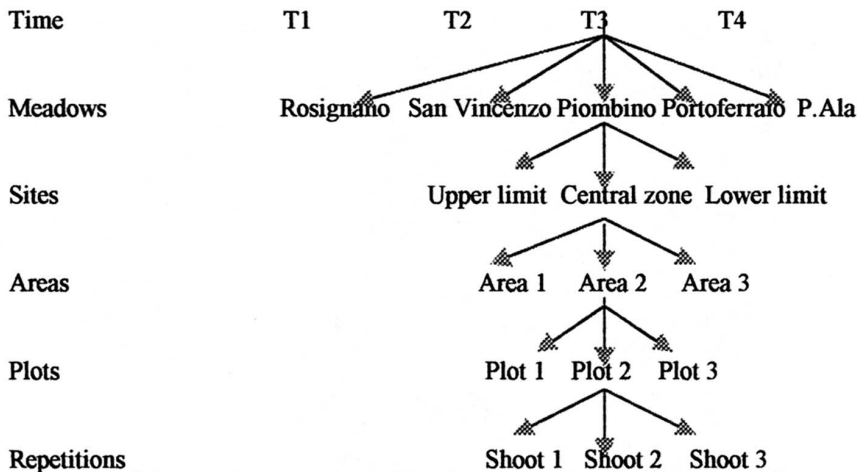 Time T1 T2 T3 T4
Meadows Rosignano San Vincenzo Piombino Portoferraio P.Ala
Sites Upper limit Central zone Lower limit
Areas Area 1 Area 2 Area 3
Plots Plot 1 Plot 2 Plot 3
Repetitions Shoot 1 Shoot 2 Shoot 3